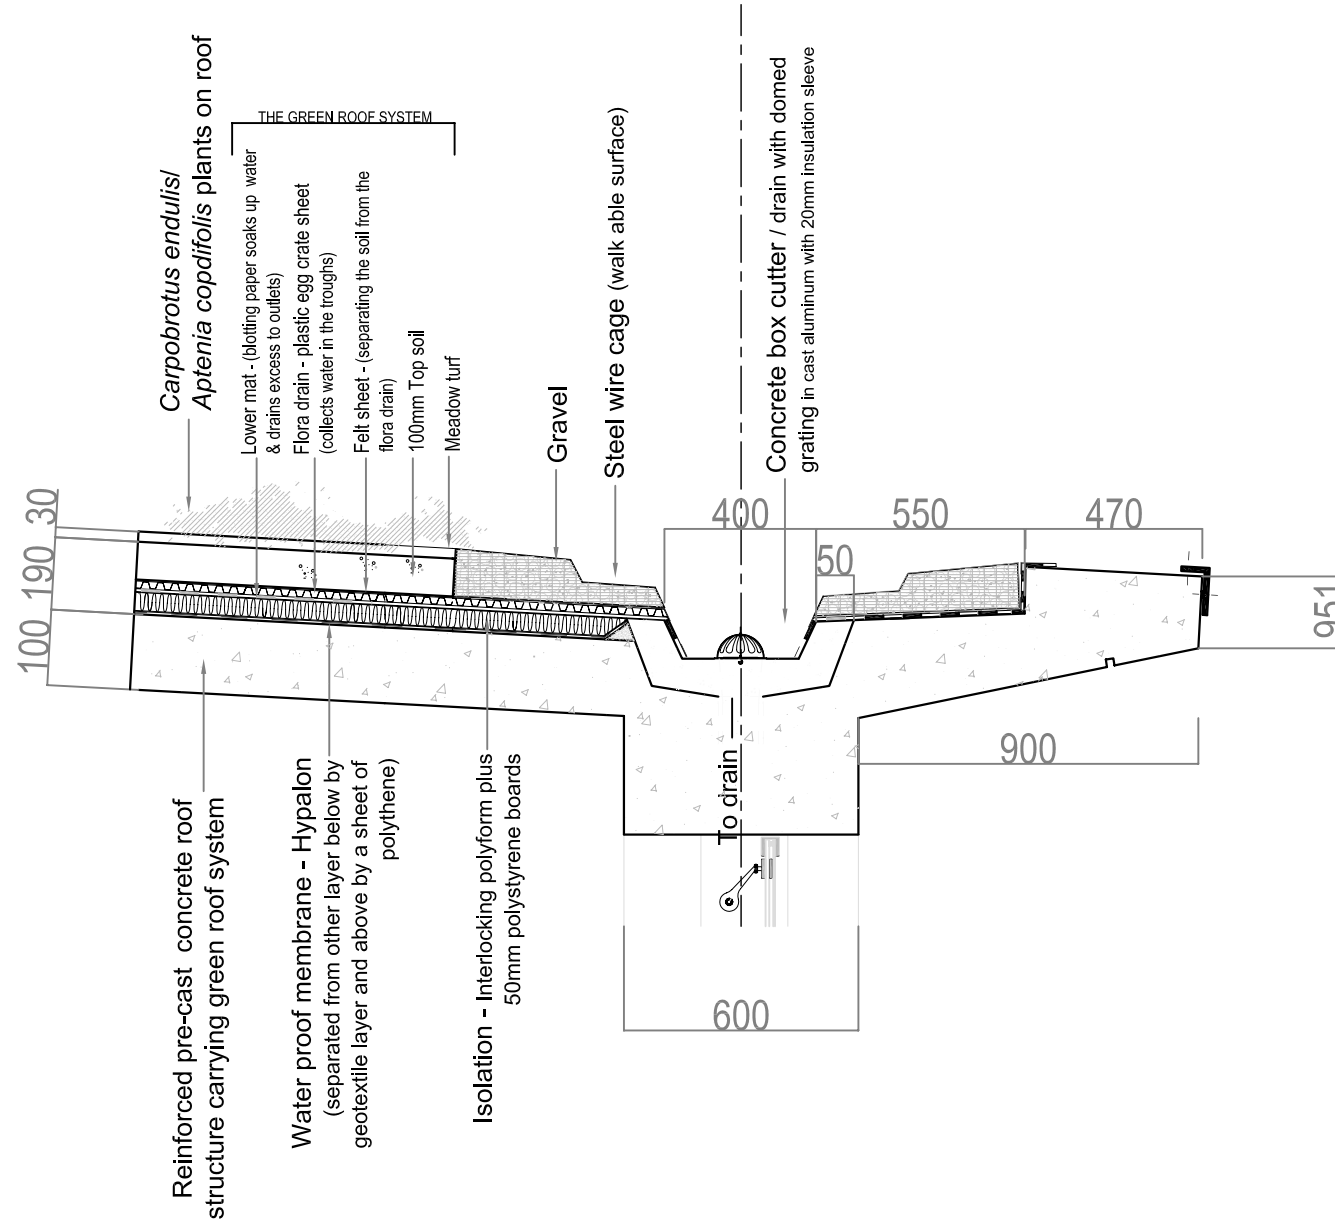 Carpobrotus endulis/
Aptenia copdifolis plants on roof
THE GREEN ROOF SYSTEM
Lower mat - (blotting paper soaks up water
& drains excess to outlets)
Flora drain - plastic egg crate sheet
(collects water in the troughs)
Felt sheet - (separating the soil from the
flora drain)
100mm Top soil
Meadow turf
Gravel
Steel wire cage (walk able surface)
Concrete box cutter / drain with domed
grating in cast aluminum with 20mm insulation sleeve
30
190
100
400
550
470
50
951
900
600
To drain
Reinforced pre-cast concrete roof
structure carrying green roof system
Water proof membrane - Hypalon
(separated from other layer below by
geotextile layer and above by a sheet of
polythene)
Isolation - Interlocking polyform plus
50mm polystyrene boards